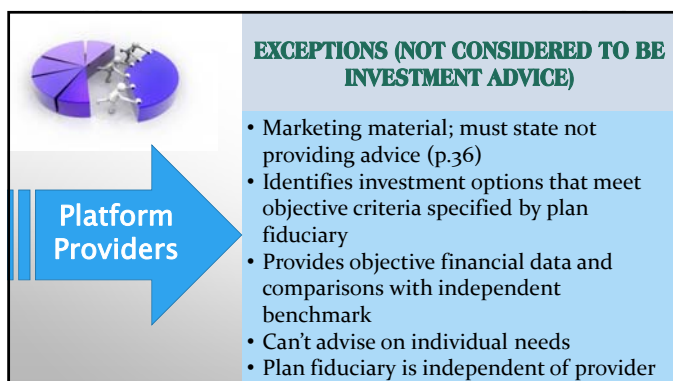 EXCEPTIONS (NOT CONSIDERED TO BE
INVESTMENT ADVICE)
Platform
Providers
• Marketing material; must state not
providing advice (p.36)
• Identifies investment options that meet
objective criteria specified by plan
fiduciary
• Provides objective financial data and
comparisons with independent
benchmark
• Can't advise on individual needs
• Plan fiduciary is independent of provider